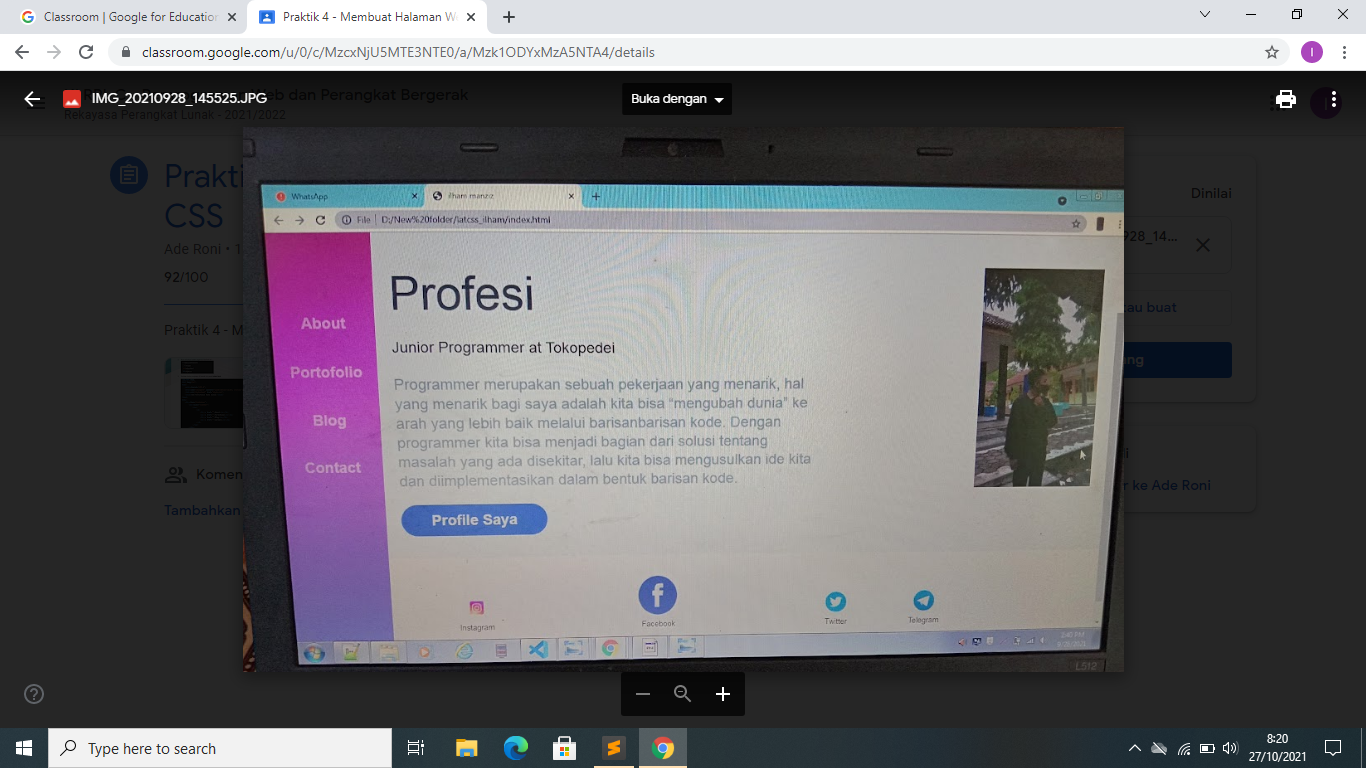 Classroom | Google for Education
Praktik 4 - Membuat Halaman W
classroom.google.com/u/0/c/MzcxNjU5MTE3NTE0/a/Mzk1ODYxMzA5NTA4/details
I
IMG_20210928_145525.JPG
eb dan Perangkat Bergerak
Buka dengan
Rekayasa Perangkat Lunak - 2021/2022
Prakti
CSS
Dinilai
Ade Roni • 1
92/100
28_14...
au buat
Praktik 4 - M
ng
Komen
Tambahkan
r ke Ade Roni
WhatsApp
ilham manziz
File | D:/New%20folder/latcss_ilham/index.html
About
Portofolio
Blog
Contact
Profesi
Junior Programmer at Tokopedei
Programmer merupakan sebuah pekerjaan yang menarik, hal
yang menarik bagi saya adalah kita bisa “mengubah dunia” ke
arah yang lebih baik melalui barisanbarisan kode. Dengan
programmer kita bisa menjadi bagian dari solusi tentang
masalah yang ada disekitar, lalu kita bisa mengusulkan ide kita
dan diimplementasikan dalam bentuk barisan kode.
Profile Saya
Instagram
Facebook
Twitter
Telegram
2:40 PM
L512
Type here to search
8:20
27/10/2021